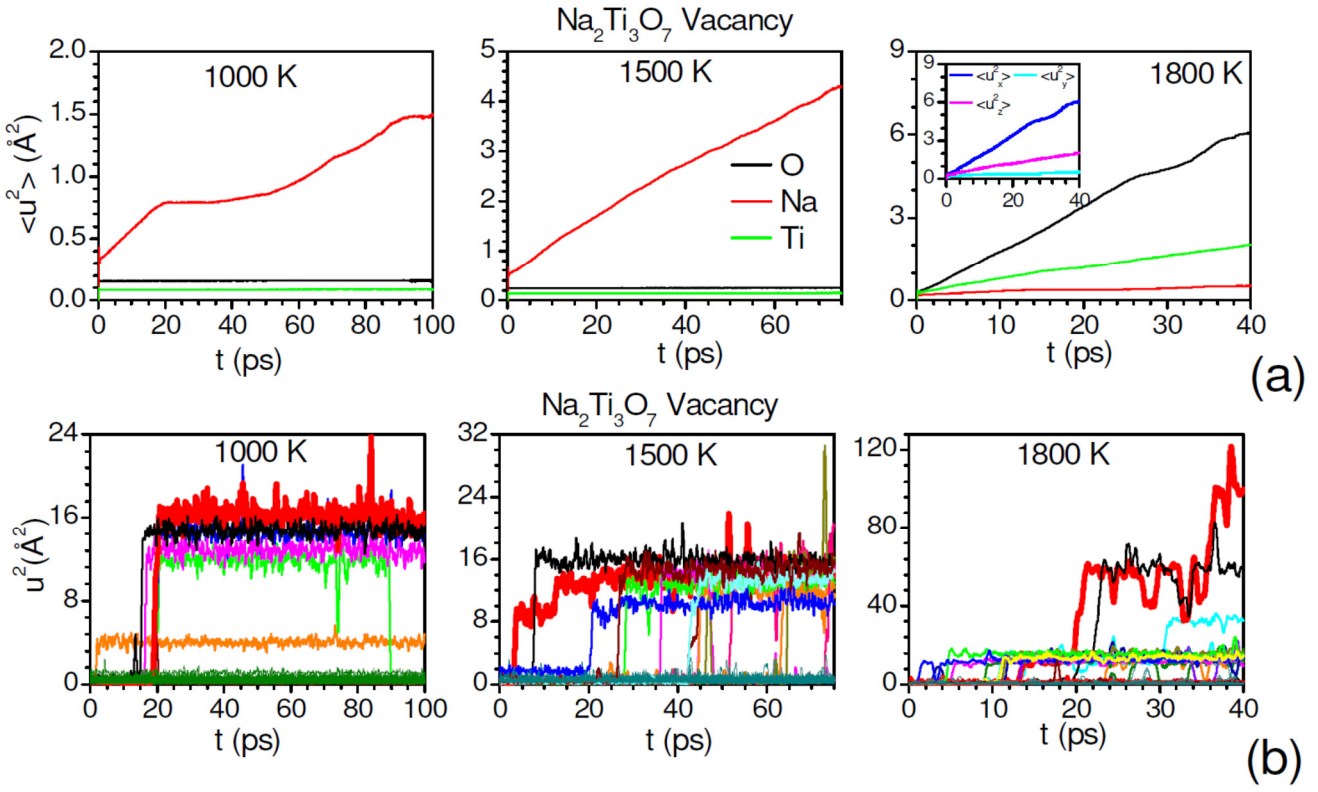 Na₂Ti₃O₇ Vacancy
<u²> (Å²)
2.0
1.5
1.0
0.5
0.0
1000 K
0 20 40 60 80 100
t (ps)
5
4
3
2
1
0
1500 K
O
Na
Ti
0 20 40 60
t (ps)
9
6
3
0
1800 K
9
6
3
0
<u²ₓ> <u²ᵧ>
<u²_z>
0 20 40
0 10 20 30 40
t (ps)
(a)
Na₂Ti₃O₇ Vacancy
u² (Å²)
24
16
8
0
1000 K
0 20 40 60 80 100
t (ps)
32
24
16
8
0
1500 K
0 20 40 60
t (ps)
120
80
40
0
1800 K
0 10 20 30 40
t (ps)
(b)